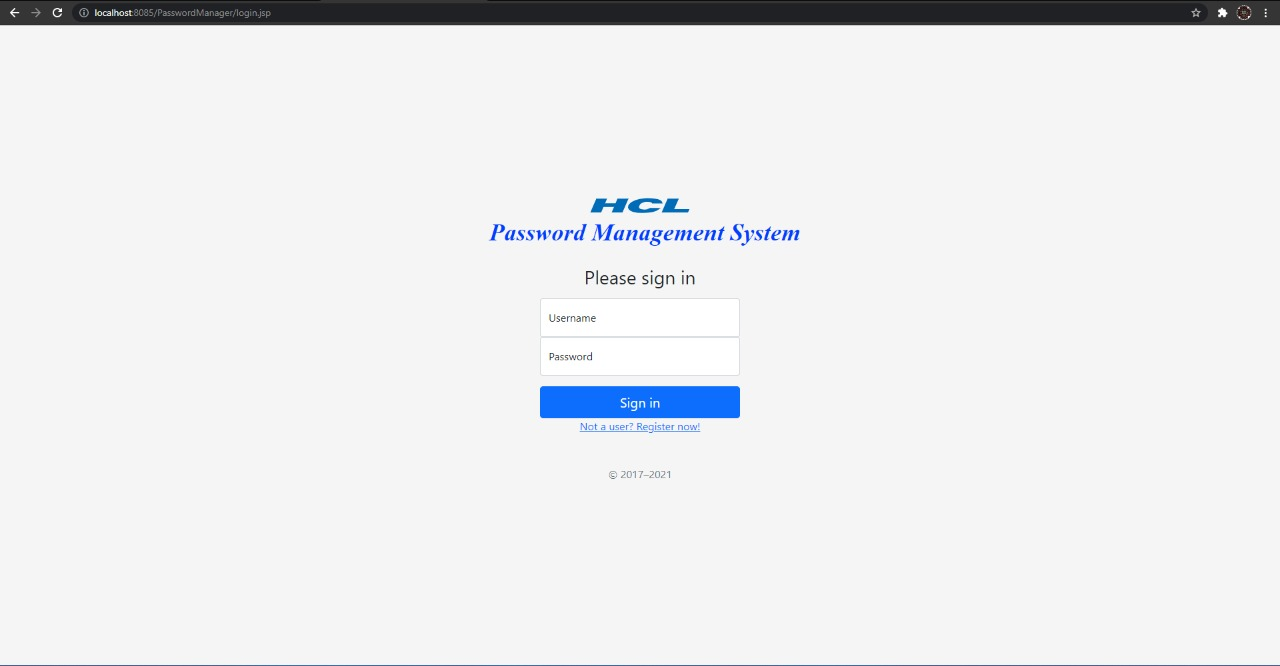 localhost:8085/PasswordManager/login.jsp
HCL
Password Management System
Please sign in
Username
Password
Sign in
Not a user? Register now!
© 2017–2021